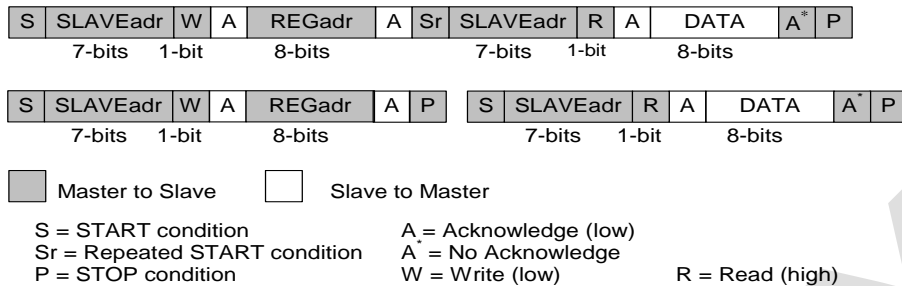 S SLAVEadr W A REGadr A Sr SLAVEadr R A DATA A* P
7-bits 1-bit 8-bits 7-bits 1-bit 8-bits
S SLAVEadr W A REGadr A P S SLAVEadr R A DATA A* P
7-bits 1-bit 8-bits 7-bits 1-bit 8-bits
Master to Slave Slave to Master
S = START condition A = Acknowledge (low)
Sr = Repeated START condition A* = No Acknowledge
P = STOP condition W = Write (low) R = Read (high)